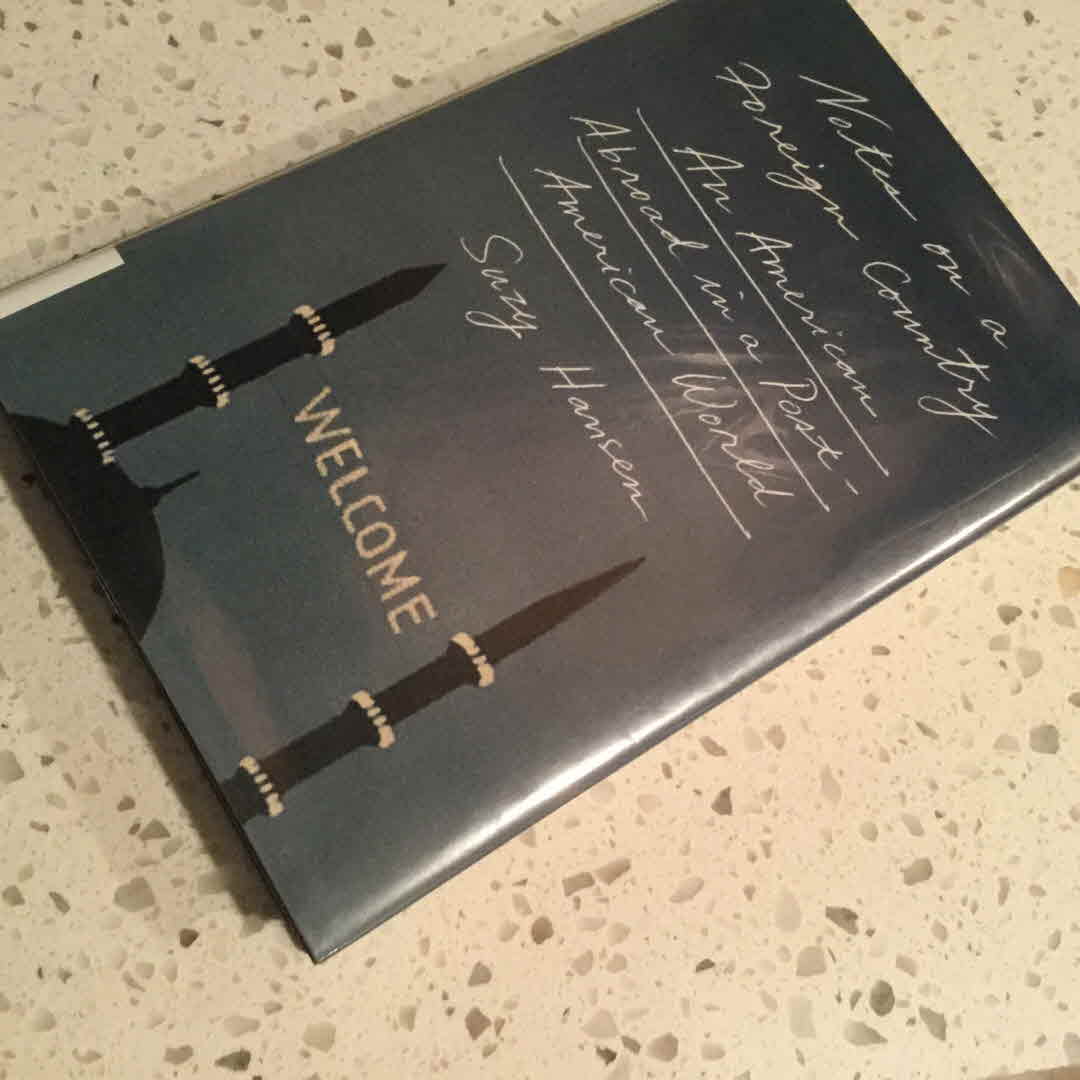 Notes on a
Foreign Country
An American
Abroad in a Post-
American World
Suzy Hansen
WELCOME